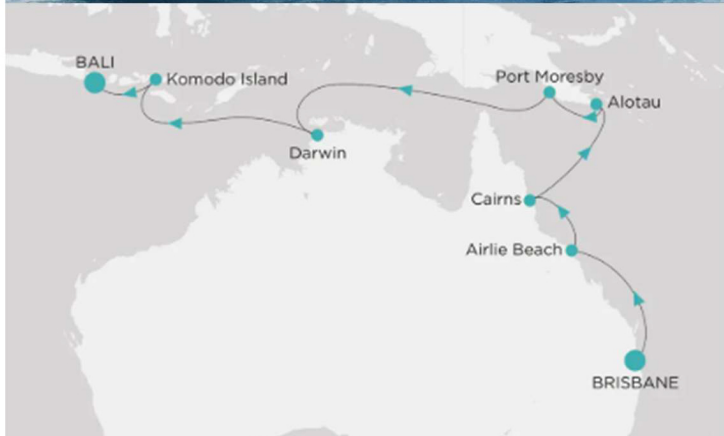 BALI
Komodo Island
Port Moresby
Alotau
Darwin
Cairns
Airlie Beach
BRISBANE